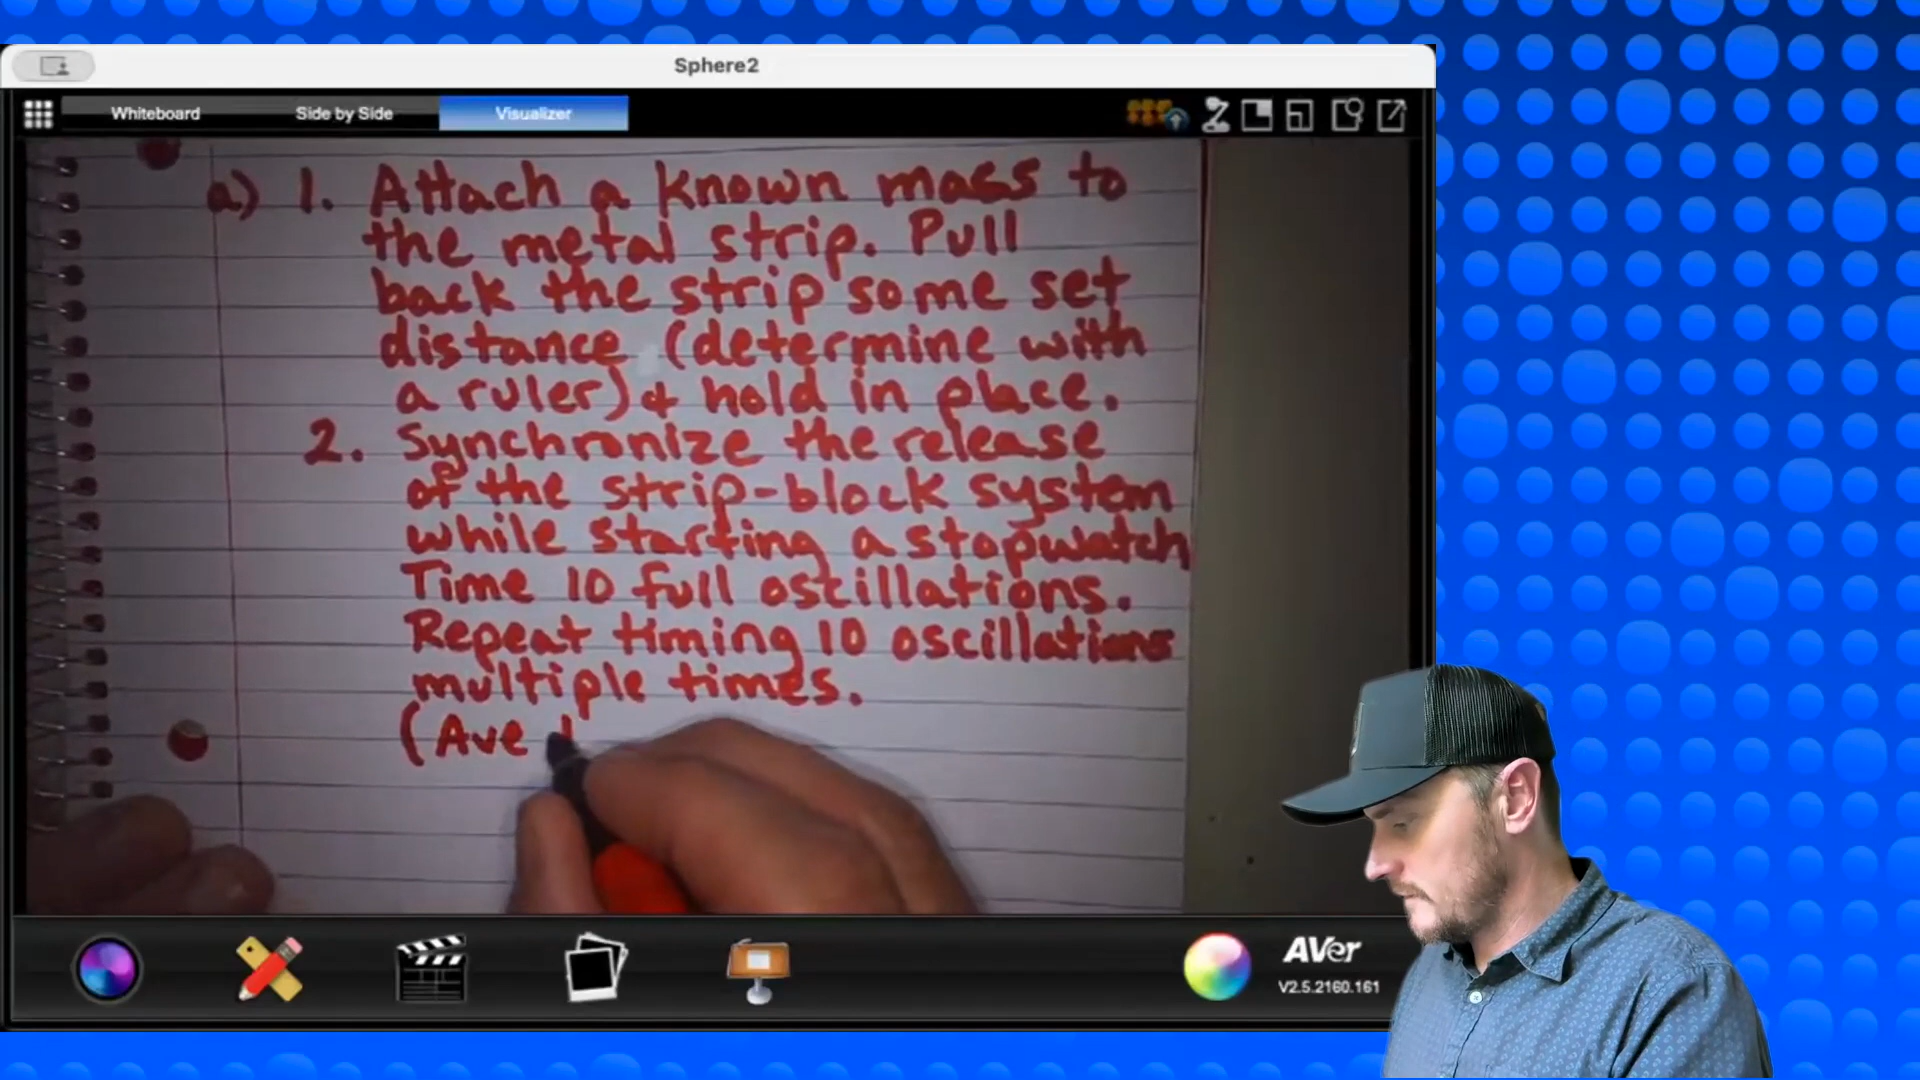 Sphere2
Whiteboard Side by Side Visualizer
a) 1. Attach a known mass to
the metal strip. Pull
back the strip some set
distance (determine with
a ruler) & hold in place.
2. Synchronize the release
of the strip-block system
while starting a stopwatch
Time 10 full oscillations.
Repeat timing 10 oscillations
multiple times.
(Ave
AVer
V2.5.2160.161